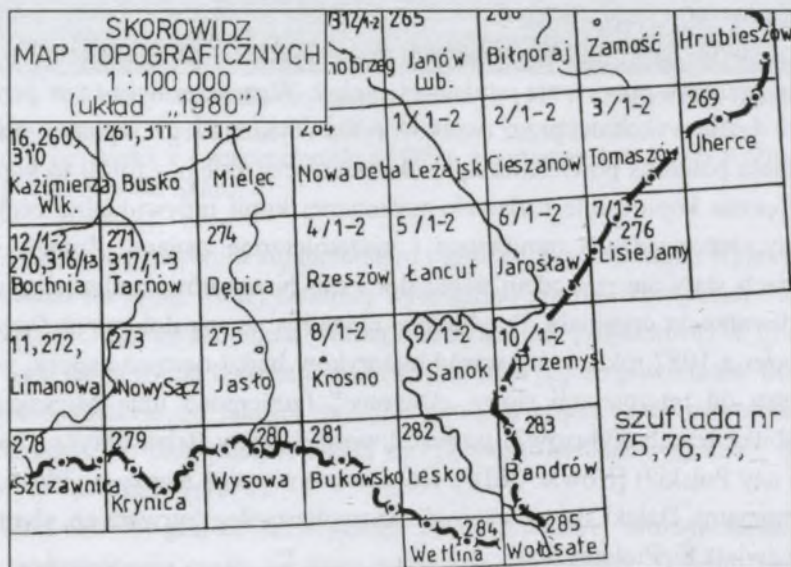 SKOROWIDZ
MAP TOPOGRAFICZNYCH
1:100 000
(układ „1980”)
312/1-2 265
Janów Lub.
Biłgoraj
Zamość
Hrubieszów
16, 260, 310
Kazimierza Wlk.
261, 311
Busko
Mielec
Nowa Dęba
1/1-2
Leżajsk
2/1-2
Cieszanów
3/1-2
Tomaszów
269
Uherce
12/1-2
270, 316/13
Bochnia
271
317/1-3
Tarnów
274
Dębica
4/1-2
Rzeszów
5/1-2
Łańcut
6/1-2
Jarosław
7/1-2
276
Lisie Jamy
11, 272,
Limanowa
273
Nowy Sącz
275
Jasło
8/1-2
Krosno
9/1-2
Sanok
10/1-2
Przemyśl
278
Szczawnica
279
Krynica
280
Wysowa
281
Bukowsko
282
Lesko
283
Bandrów
284
Wetlina
285
Wołosate
szuflada nr
75, 76, 77